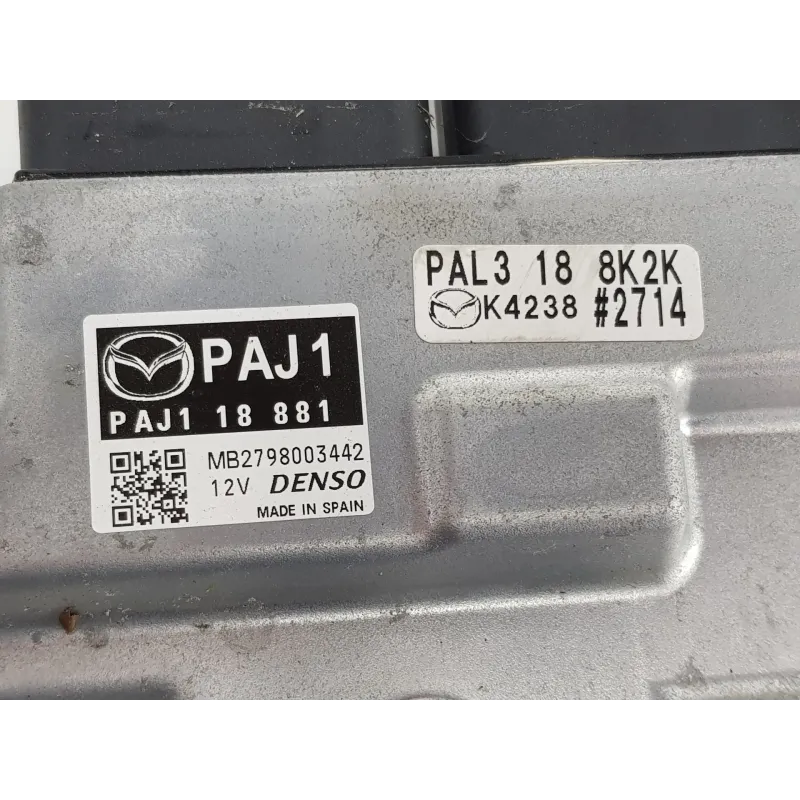 PAL3 18 8K2K
K4238 #2714
PAJ1
PAJ1 18 881
MB2798003442
12V DENSO
MADE IN SPAIN